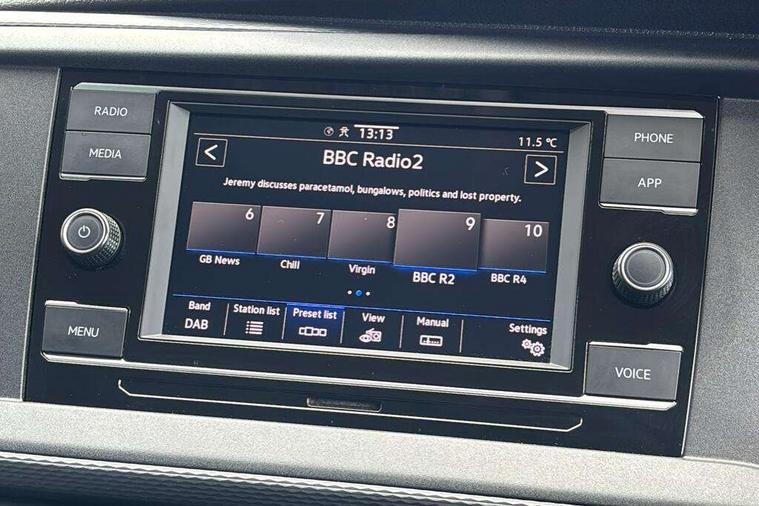 RADIO
MEDIA
MENU
PHONE
APP
VOICE
13:13
11.5 °C
<
BBC Radio2
>
Jeremy discusses paracetamol, bungalows, politics and lost property.
6
7
8
9
10
GB News
Chill
Virgin
BBC R2
BBC R4
Band
DAB
Station list
Preset list
View
Manual
Settings